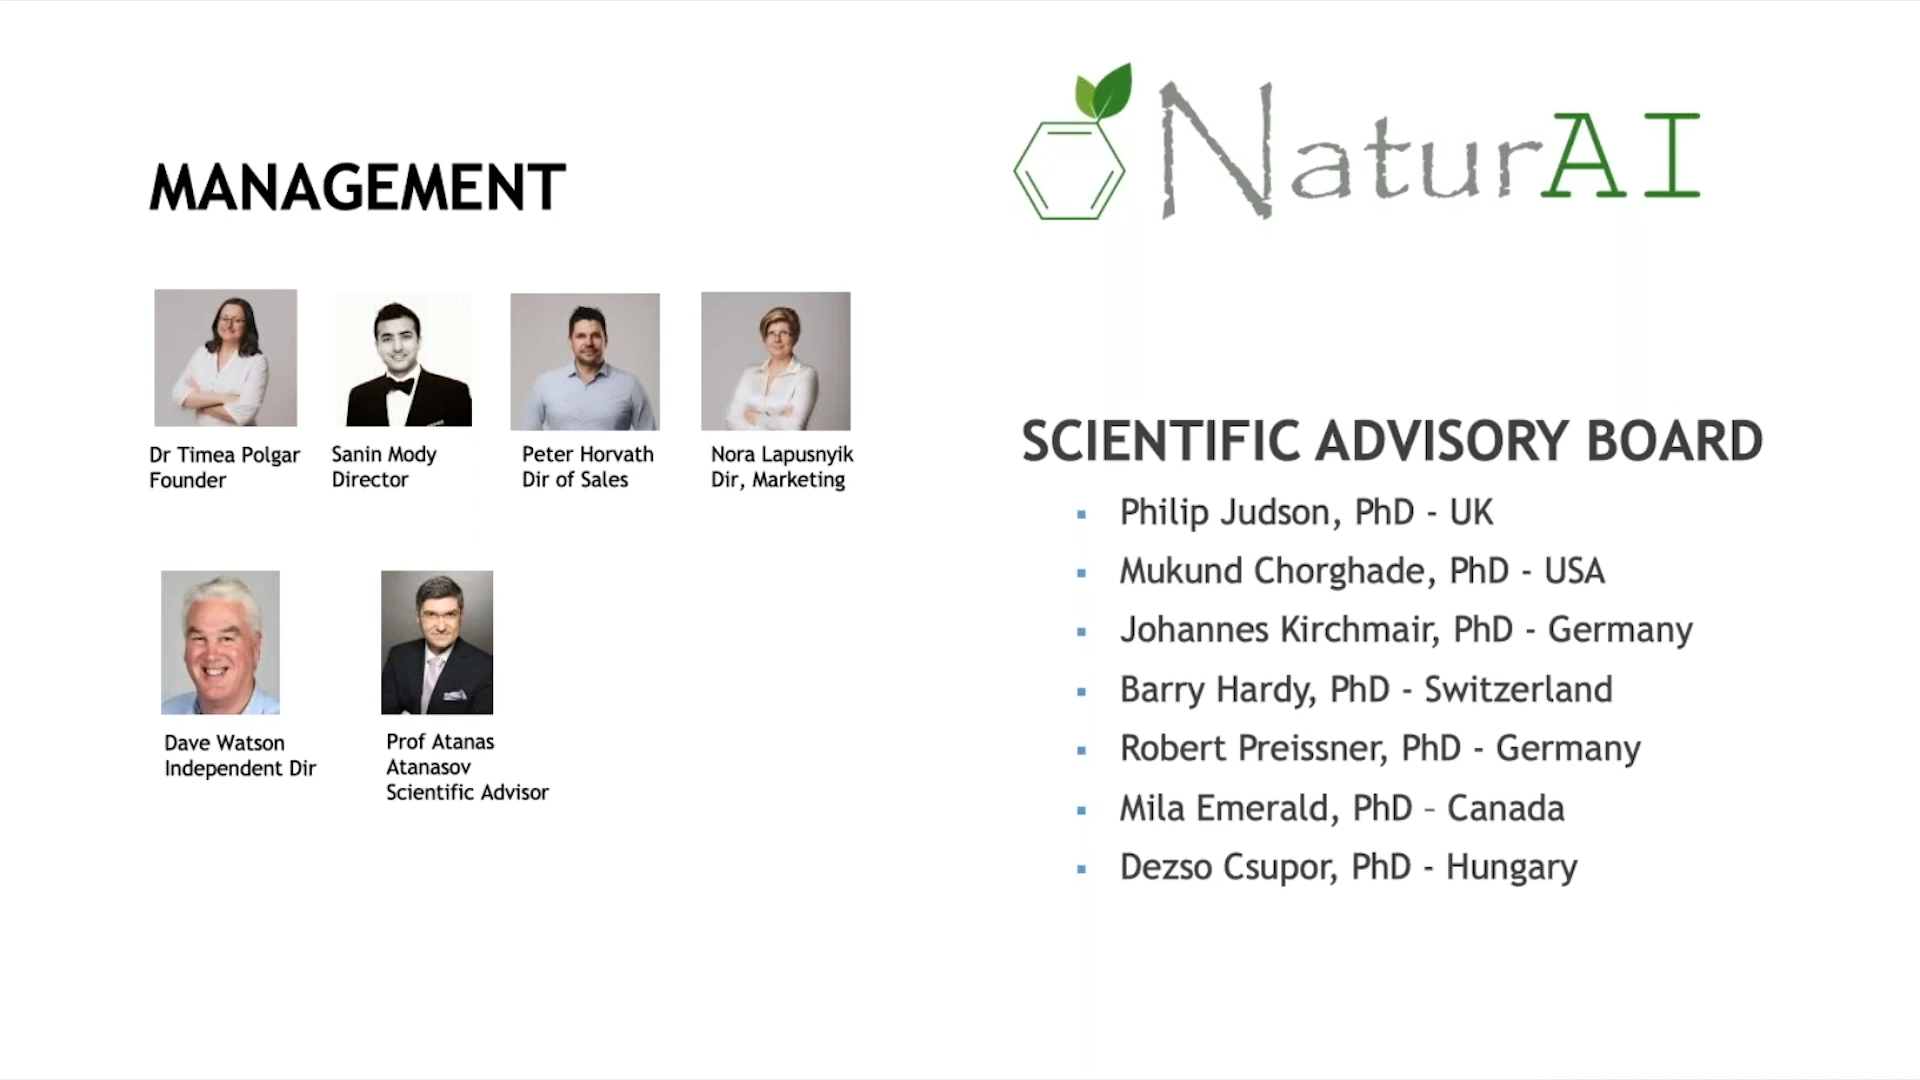 MANAGEMENT
NaturAI
Dr Timea Polgar
Founder
Sanin Mody
Director
Peter Horvath
Dir of Sales
Nora Lapusnyik
Dir, Marketing
Dave Watson
Independent Dir
Prof Atanas
Atanasov
Scientific Advisor
SCIENTIFIC ADVISORY BOARD
▪ Philip Judson, PhD - UK
▪ Mukund Chorghade, PhD - USA
▪ Johannes Kirchmair, PhD - Germany
▪ Barry Hardy, PhD - Switzerland
▪ Robert Preissner, PhD - Germany
▪ Mila Emerald, PhD – Canada
▪ Dezso Csupor, PhD - Hungary